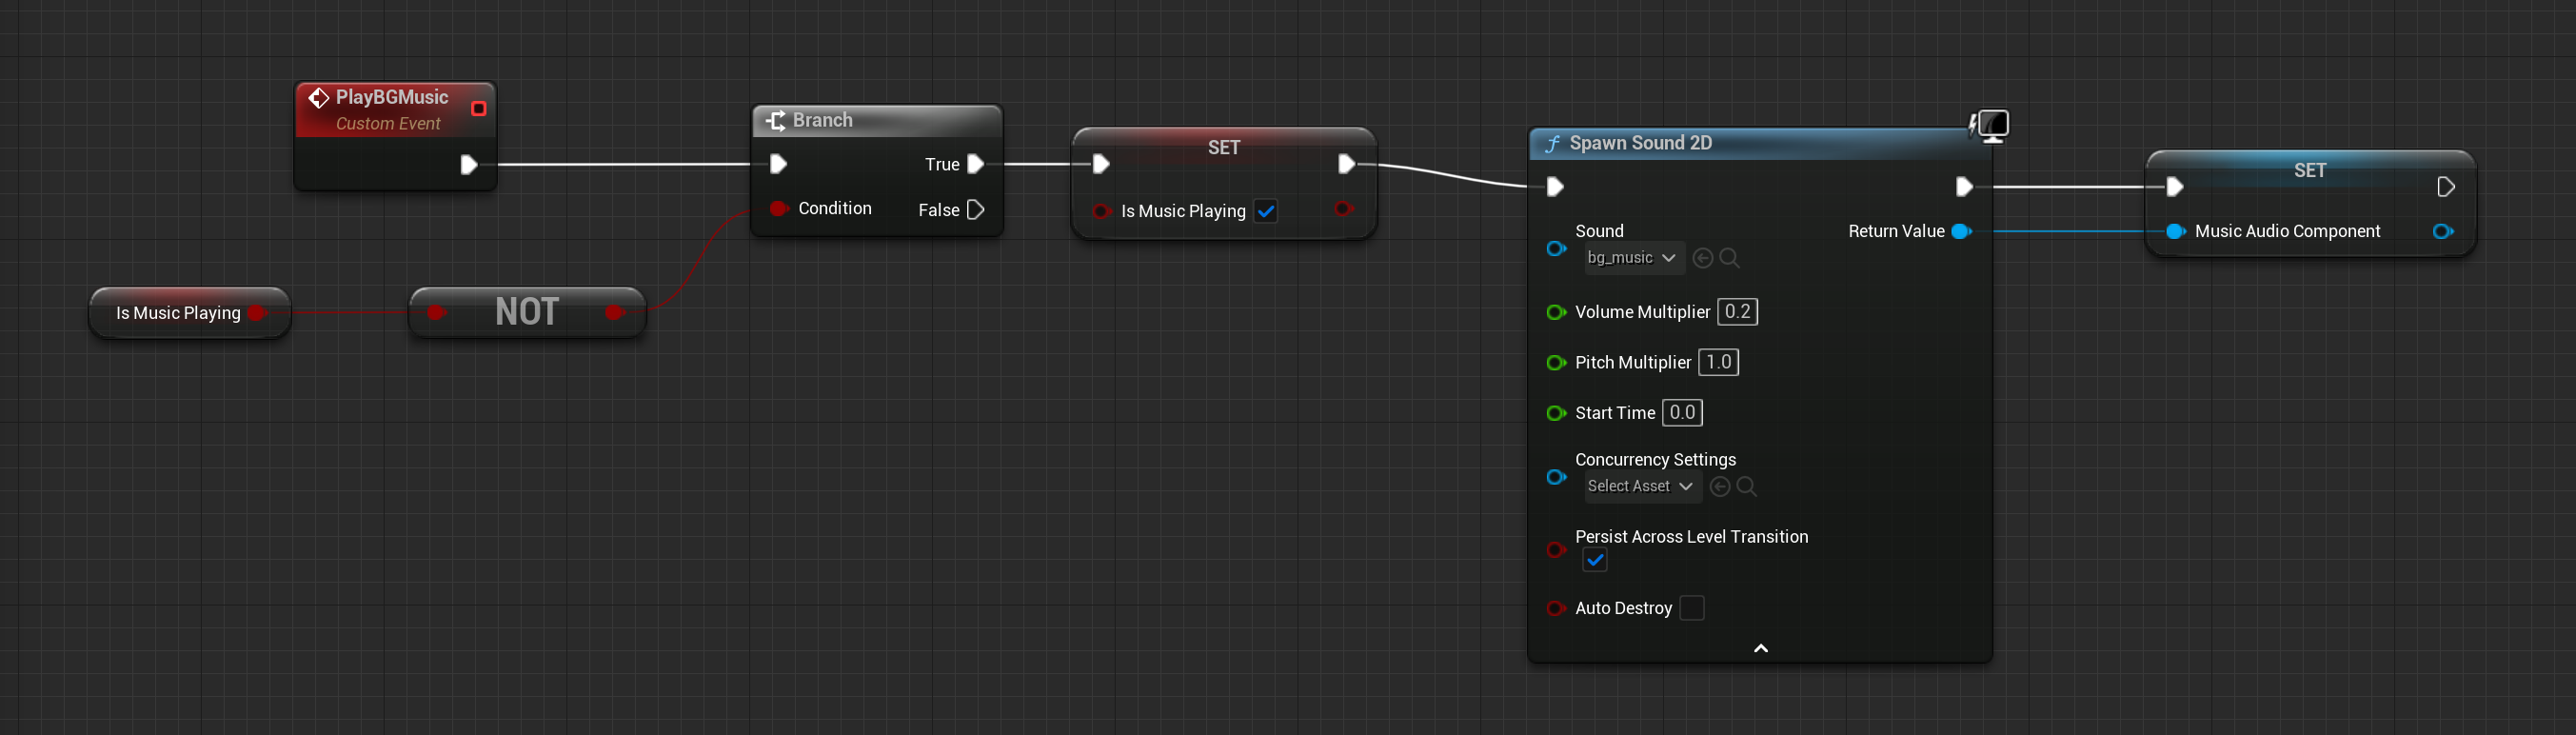 PlayBGMusic
Custom Event
Is Music Playing
NOT
Branch
True
Condition
False
SET
Is Music Playing
f Spawn Sound 2D
Sound
bg_music
Return Value
Volume Multiplier 0.2
Pitch Multiplier 1.0
Start Time 0.0
Concurrency Settings
Select Asset
Persist Across Level Transition
Auto Destroy
SET
Music Audio Component